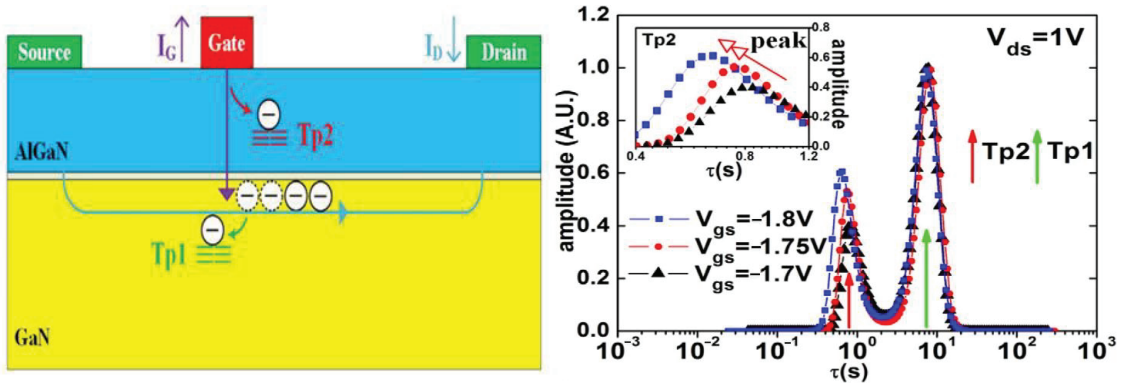 Source
I_G
Gate
I_D
Drain
Tp2
AlGaN
Tp1
GaN
V_ds=1V
Tp2
peak
0.8
0.6
0.4
0.2
0.0
amplitude
0.4
0.8
1.2
τ(s)
amplitude (A.U.)
1.0
0.8
0.6
0.4
0.2
0.0
Tp2
Tp1
V_gs=-1.8V
V_gs=-1.75V
V_gs=-1.7V
10^-3
10^-2
10^-1
10^0
10^1
10^2
10^3
τ(s)